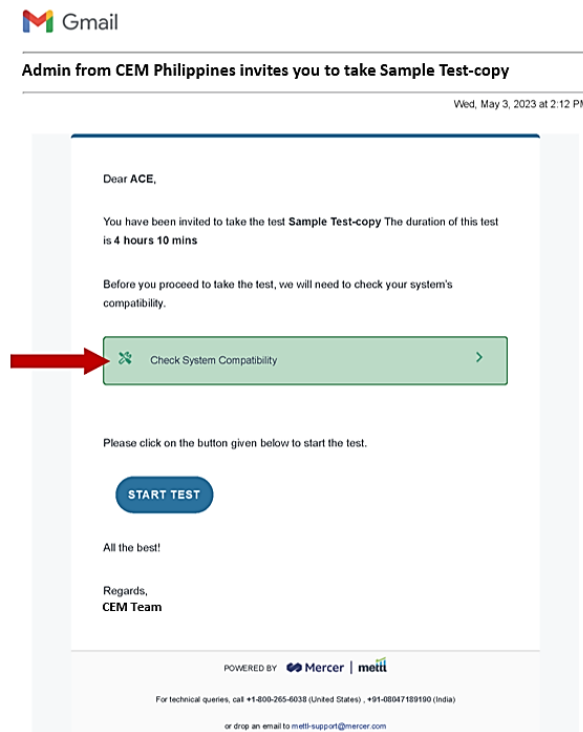 Gmail
Admin from CEM Philippines invites you to take Sample Test-copy
Wed, May 3, 2023 at 2:12 PM
Dear ACE,
You have been invited to take the test Sample Test-copy The duration of this test
is 4 hours 10 mins
Before you proceed to take the test, we will need to check your system's
compatibility.
Check System Compatibility
Please click on the button given below to start the test.
START TEST
All the best!
Regards,
CEM Team
POWERED BY Mercer | mettl
For technical queries, call +1-800-265-6038 (United States) , +91-08047189190 (India)
or drop an email to mettl-support@mercer.com